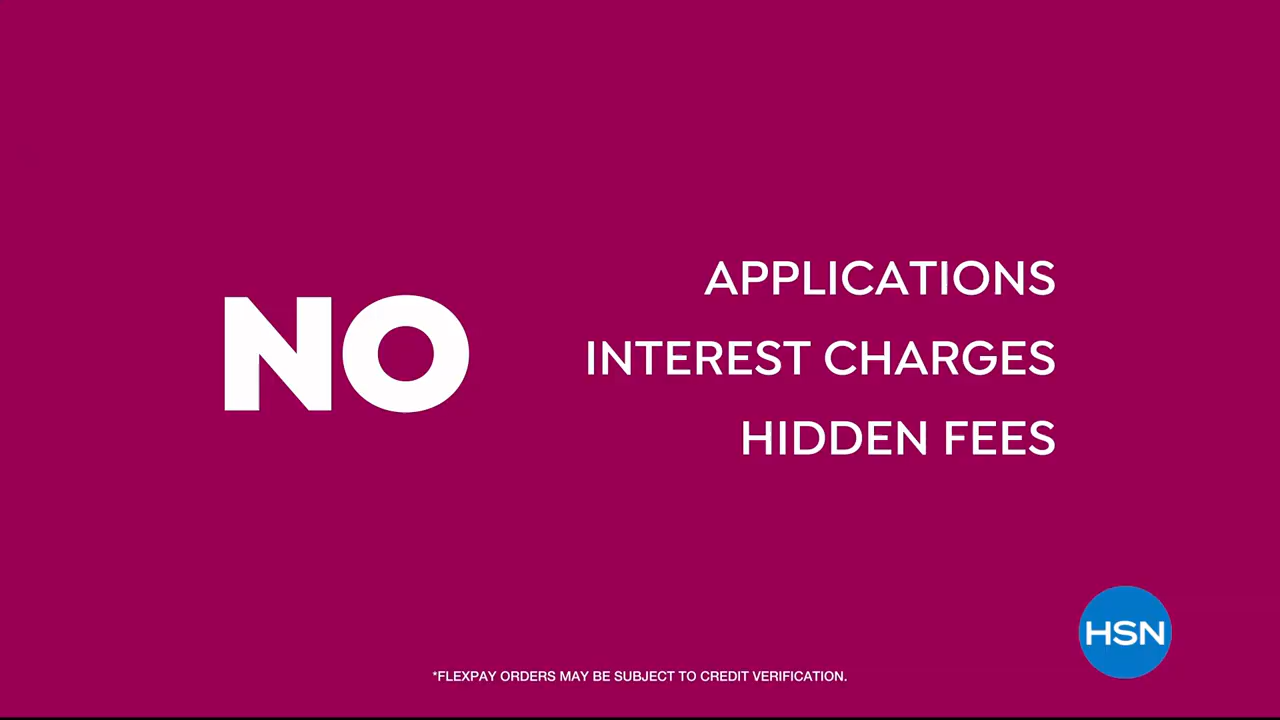 NO
APPLICATIONS
INTEREST CHARGES
HIDDEN FEES
HSN
*FLEXPAY ORDERS MAY BE SUBJECT TO CREDIT VERIFICATION.